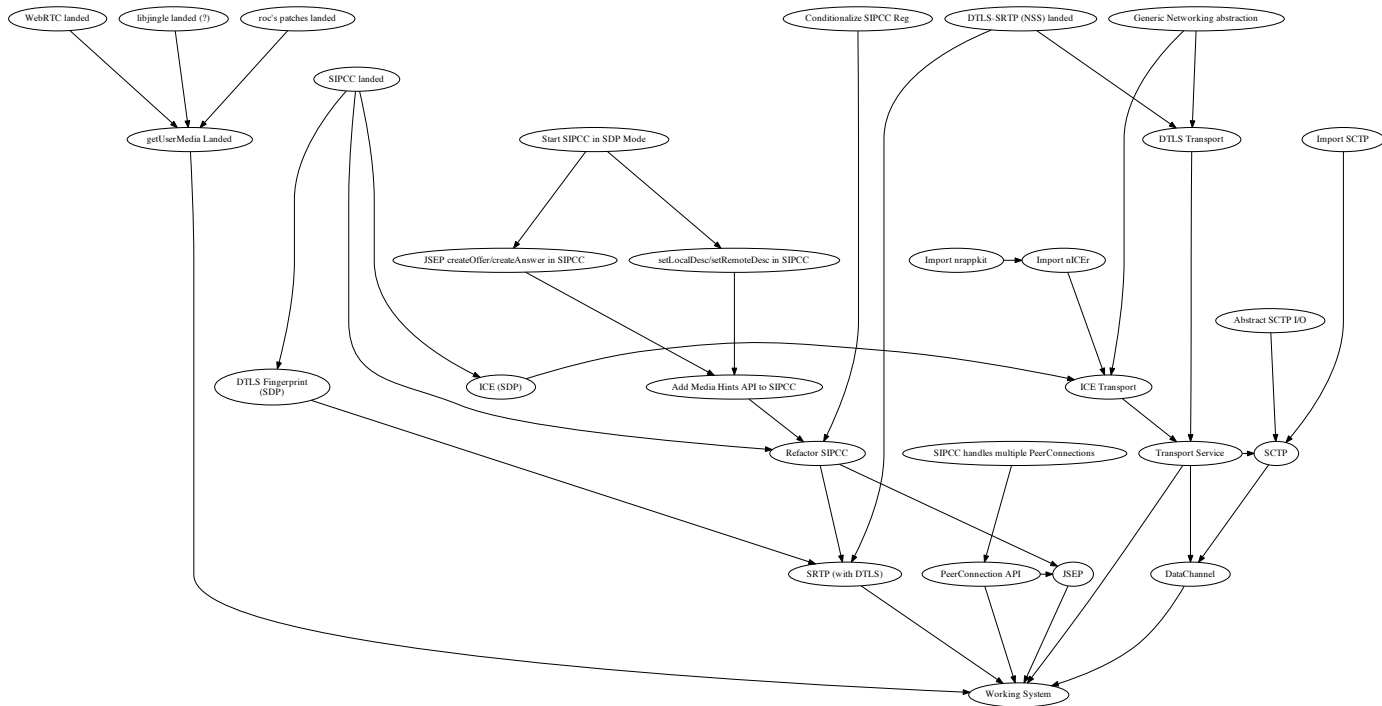 WebRTC landed
libjingle landed (?)
roc's patches landed
Conditionalize SIPCC Reg
DTLS-SRTP (NSS) landed
Generic Networking abstraction
SIPCC landed
getUserMedia Landed
Start SIPCC in SDP Mode
DTLS Transport
Import SCTP
JSEP createOffer/createAnswer in SIPCC
setLocalDesc/setRemoteDesc in SIPCC
Import nrappkit
Import nICEr
Abstract SCTP I/O
DTLS Fingerprint
(SDP)
ICE (SDP)
Add Media Hints API to SIPCC
ICE Transport
Refactor SIPCC
SIPCC handles multiple PeerConnections
Transport Service
SCTP
SRTP (with DTLS)
PeerConnection API
JSEP
DataChannel
Working System